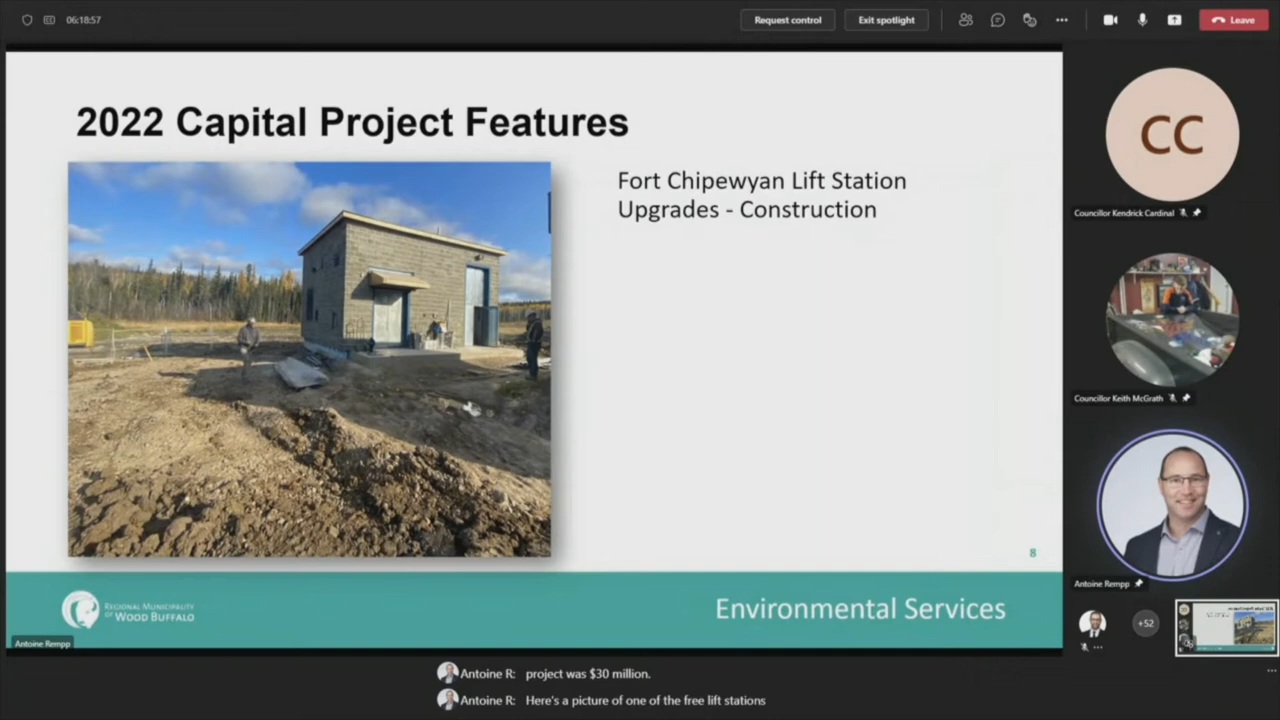 06:18:57
Request control
Exit spotlight
Leave
2022 Capital Project Features
Fort Chipewyan Lift Station
Upgrades - Construction
8
REGIONAL MUNICIPALITY
OF WOOD BUFFALO
Environmental Services
Antoine Rempp
CC
Councillor Kendrick Cardinal
Councillor Keith McGrath
Antoine Rempp
+52
Antoine R: project was $30 million.
Antoine R: Here's a picture of one of the free lift stations